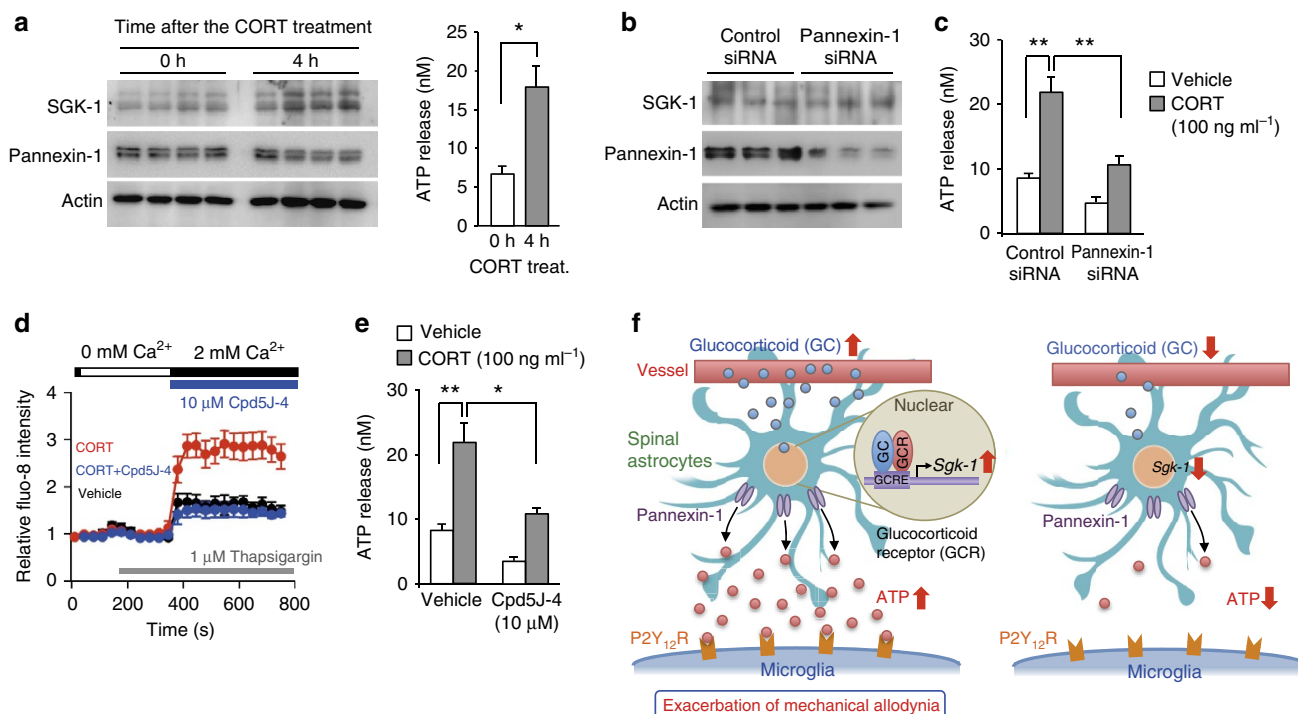 a
Time after the CORT treatment
0 h
4 h
SGK-1
Pannexin-1
Actin
ATP release (nM)
25
20
15
10
5
0
*
0 h 4 h
CORT treat.
b
Control
siRNA
Pannexin-1
siRNA
SGK-1
Pannexin-1
Actin
c
ATP release (nM)
30
20
10
0
**
**
Vehicle
CORT
(100 ng ml⁻¹)
Control
siRNA
Pannexin-1
siRNA
d
0 mM Ca²⁺
2 mM Ca²⁺
10 μM Cpd5J-4
Relative fluo-8 intensity
4
3
2
1
0
CORT
CORT+Cpd5J-4
Vehicle
1 μM Thapsigargin
0 200 400 600 800
Time (s)
e
Vehicle
CORT (100 ng ml⁻¹)
ATP release (nM)
30
20
10
0
**
*
Vehicle
Cpd5J-4
(10 μM)
f
Glucocorticoid (GC)
Vessel
Nuclear
Spinal
astrocytes
GC
GCR
Sgk-1
GCRE
Pannexin-1
Glucocorticoid
receptor (GCR)
ATP
P2Y₁₂R
Microglia
Exacerbation of mechanical allodynia
Glucocorticoid (GC)
Sgk-1
Pannexin-1
ATP
P2Y₁₂R
Microglia